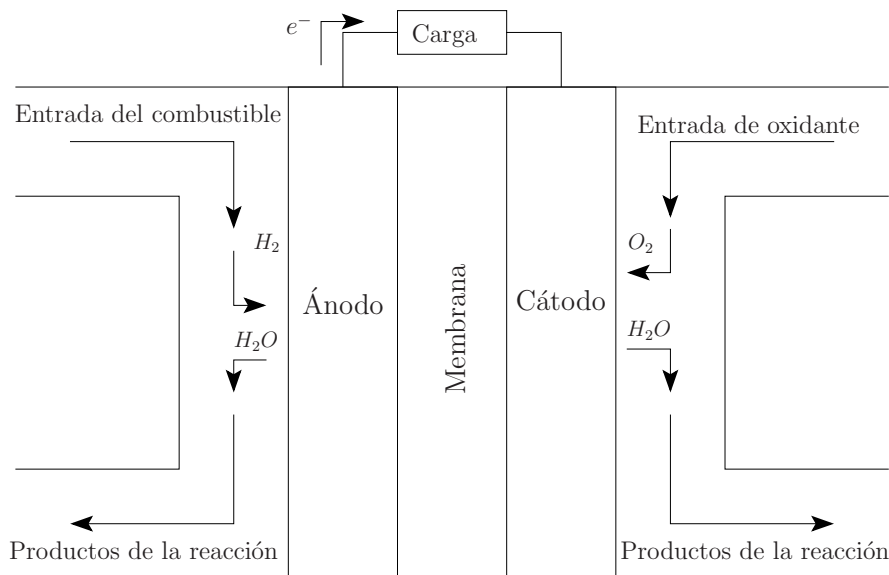 e⁻
Carga
Entrada del combustible
Entrada de oxidante
H₂
O₂
Ánodo
Membrana
Cátodo
H₂O
H₂O
Productos de la reacción
Productos de la reacción